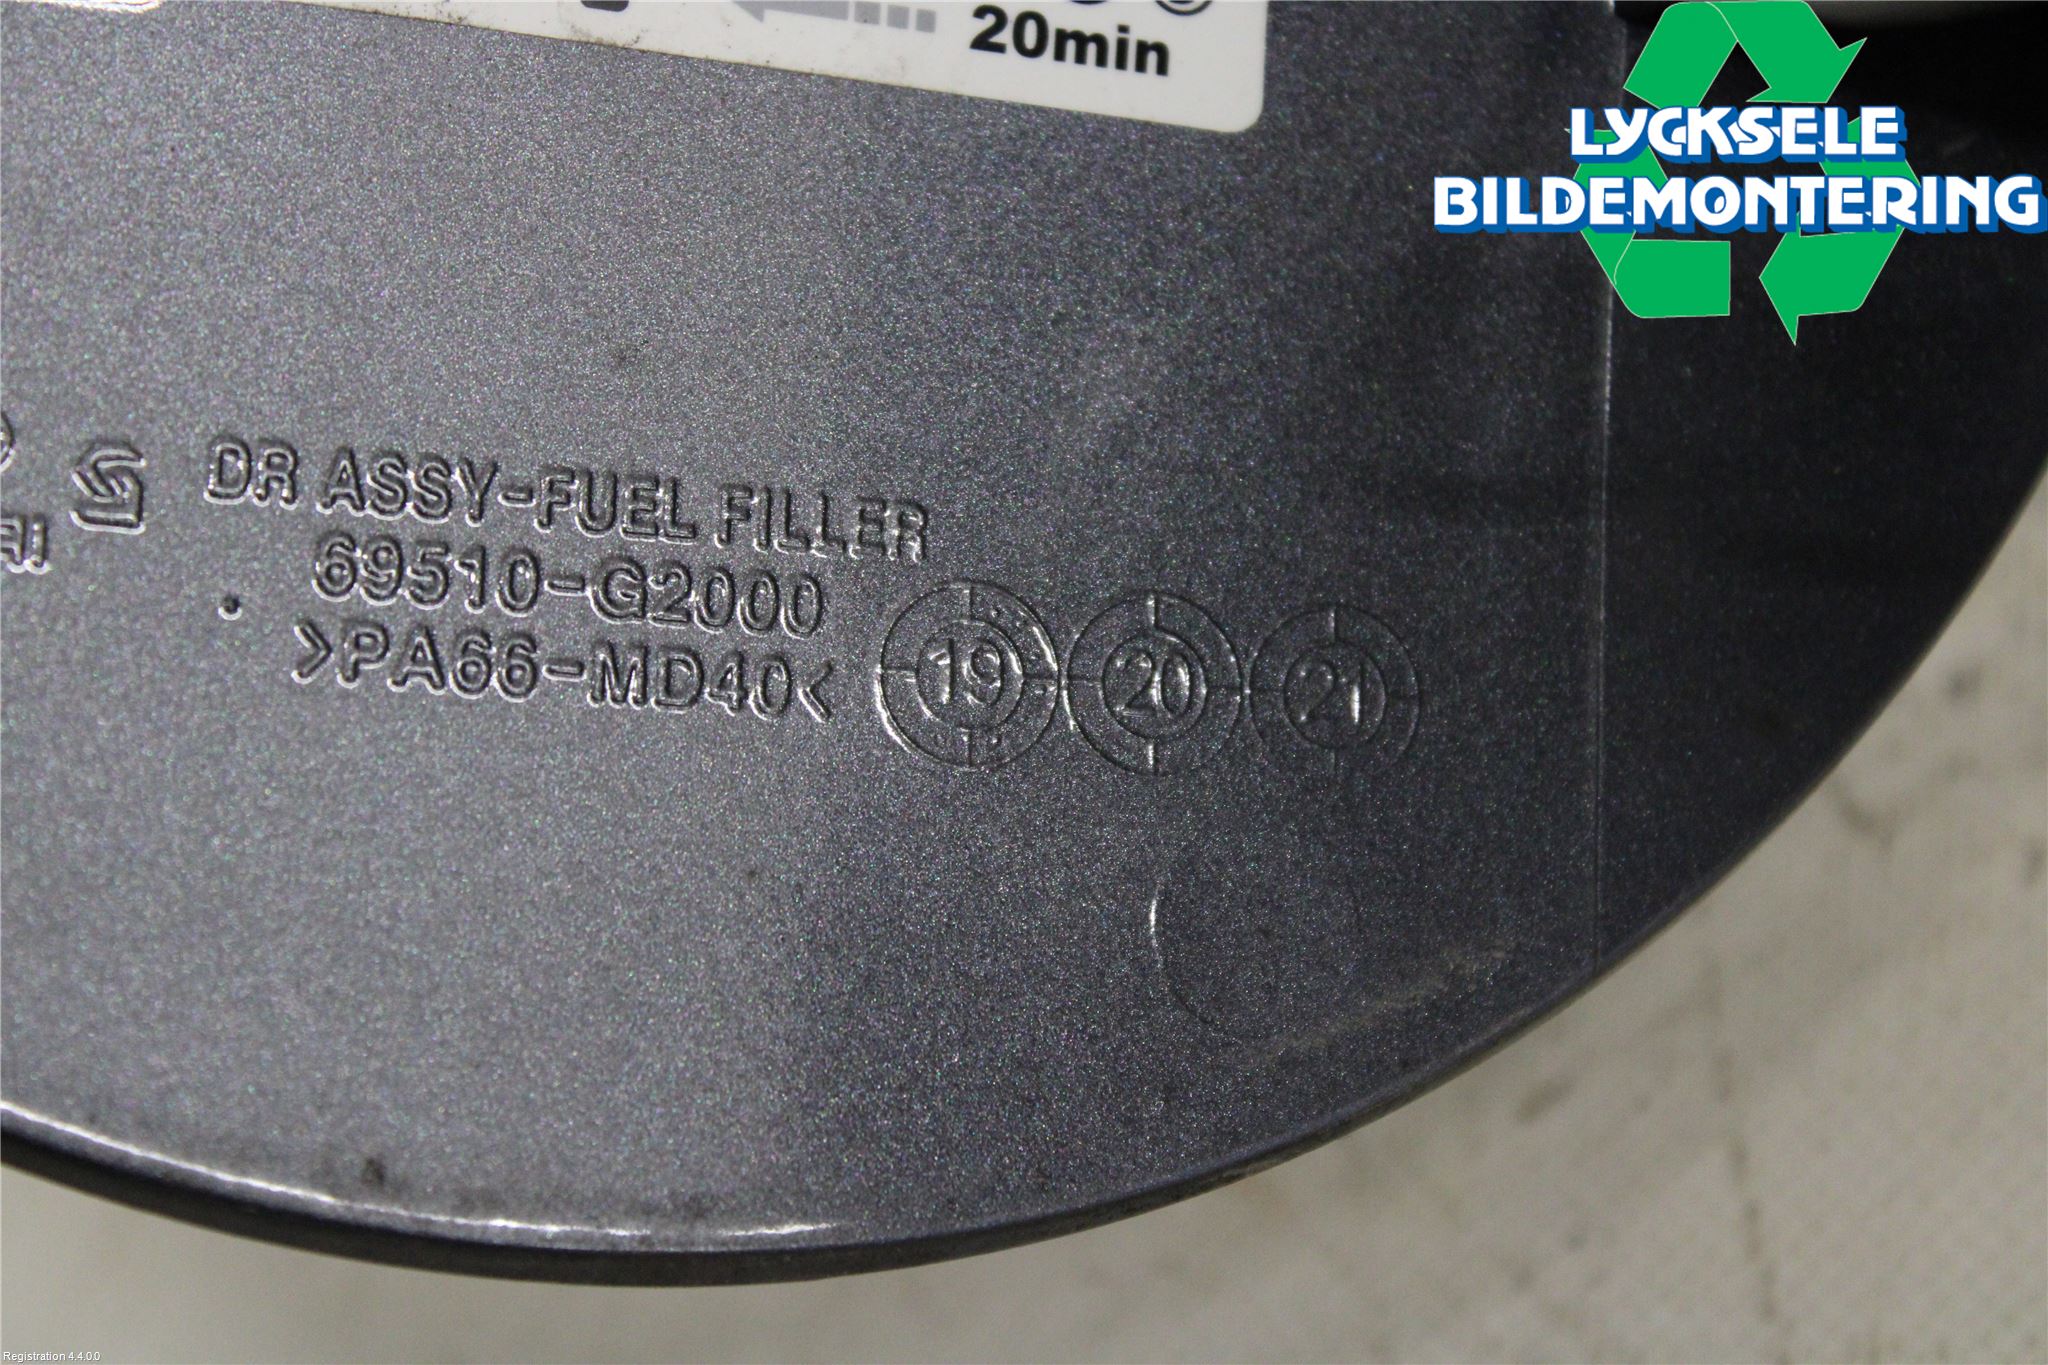 20min
LYCKSELE
BILDEMONTERING
DR ASSY-FUEL FILLER
69510-G2000
>PA66-MD40<
19 20 21
Registration 4.4.0.0